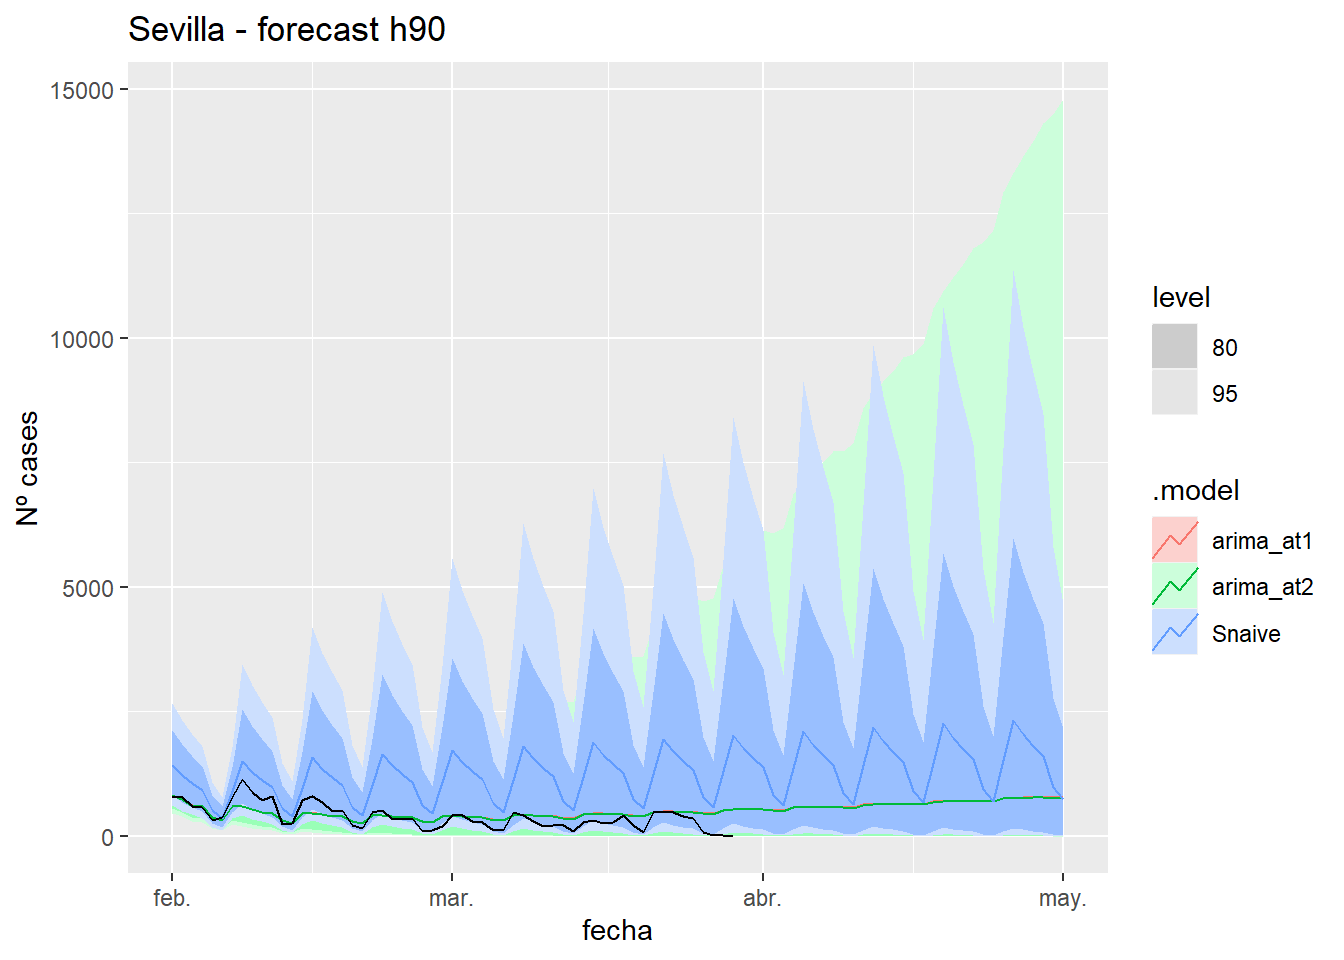 Sevilla - forecast h90
Nº cases
15000
10000
5000
0
feb.
mar.
abr.
may.
fecha
level
80
95
.model
arima_at1
arima_at2
Snaive